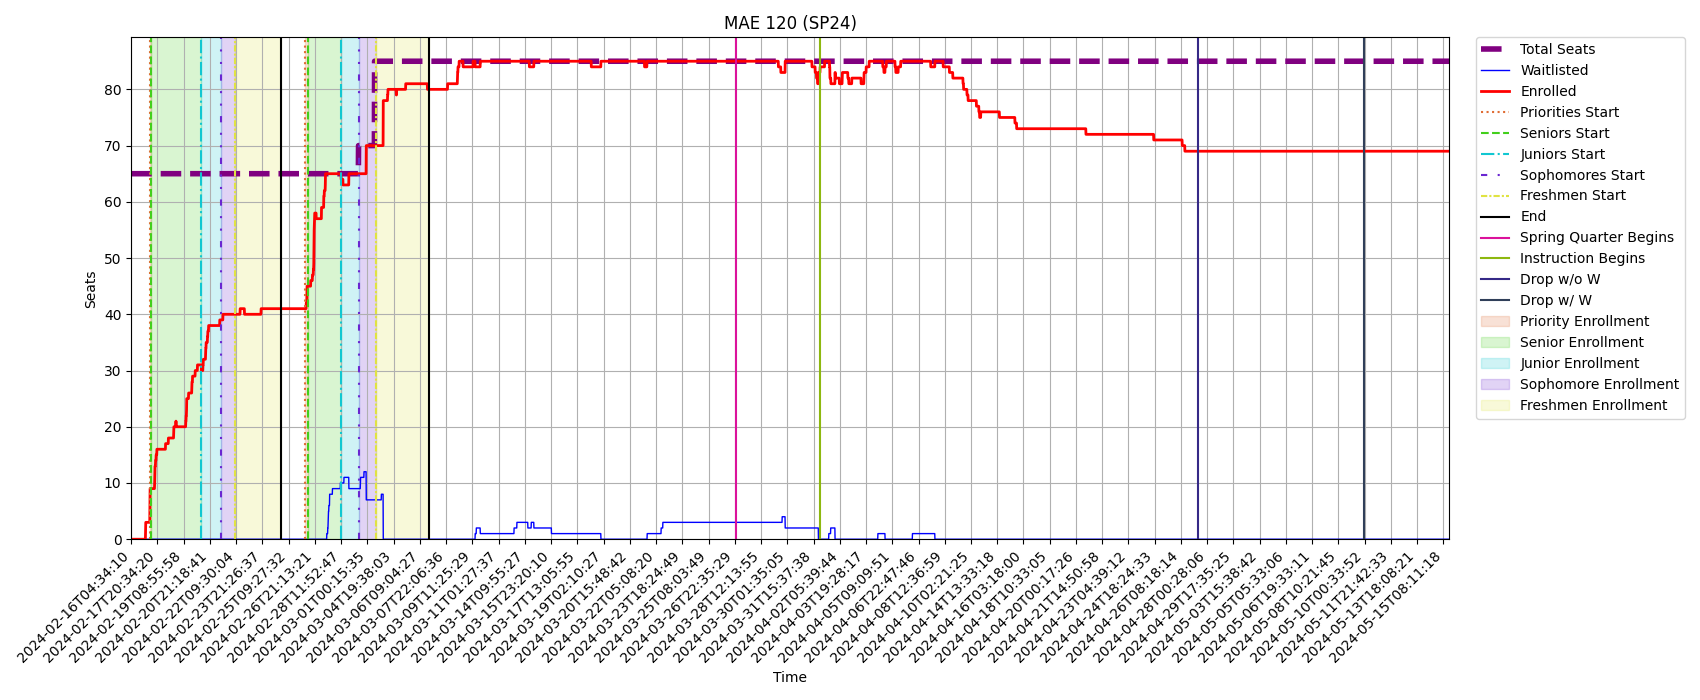 MAE 120 (SP24)
Seats
80
70
60
50
40
30
20
10
0
2024-02-16T04:34:10
2024-02-17T20:34:20
2024-02-19T08:55:58
2024-02-20T21:18:41
2024-02-22T09:30:04
2024-02-23T21:26:37
2024-02-25T09:27:32
2024-02-26T21:13:21
2024-02-28T11:52:47
2024-03-01T00:15:35
2024-03-04T19:38:03
2024-03-06T09:04:27
2024-03-07T22:06:36
2024-03-09T11:25:29
2024-03-11T01:27:37
2024-03-14T09:55:27
2024-03-15T23:20:10
2024-03-17T13:05:55
2024-03-19T02:10:27
2024-03-20T15:48:42
2024-03-22T05:08:20
2024-03-23T18:24:49
2024-03-25T08:03:49
2024-03-26T22:35:29
2024-03-28T12:13:55
2024-03-30T01:35:05
2024-03-31T15:37:38
2024-04-02T05:39:44
2024-04-03T19:28:17
2024-04-05T09:09:51
2024-04-06T22:47:46
2024-04-08T12:36:59
2024-04-10T02:21:25
2024-04-14T13:33:18
2024-04-16T03:18:00
2024-04-18T10:33:05
2024-04-20T00:17:26
2024-04-21T14:50:58
2024-04-23T04:39:12
2024-04-24T18:24:33
2024-04-26T08:18:14
2024-04-28T00:28:06
2024-04-29T17:35:25
2024-05-03T15:38:42
2024-05-05T05:33:06
2024-05-06T19:33:11
2024-05-08T10:21:45
2024-05-10T00:33:52
2024-05-11T21:42:33
2024-05-13T18:08:21
2024-05-15T08:11:18
Time
Total Seats
Waitlisted
Enrolled
Priorities Start
Seniors Start
Juniors Start
Sophomores Start
Freshmen Start
End
Spring Quarter Begins
Instruction Begins
Drop w/o W
Drop w/ W
Priority Enrollment
Senior Enrollment
Junior Enrollment
Sophomore Enrollment
Freshmen Enrollment